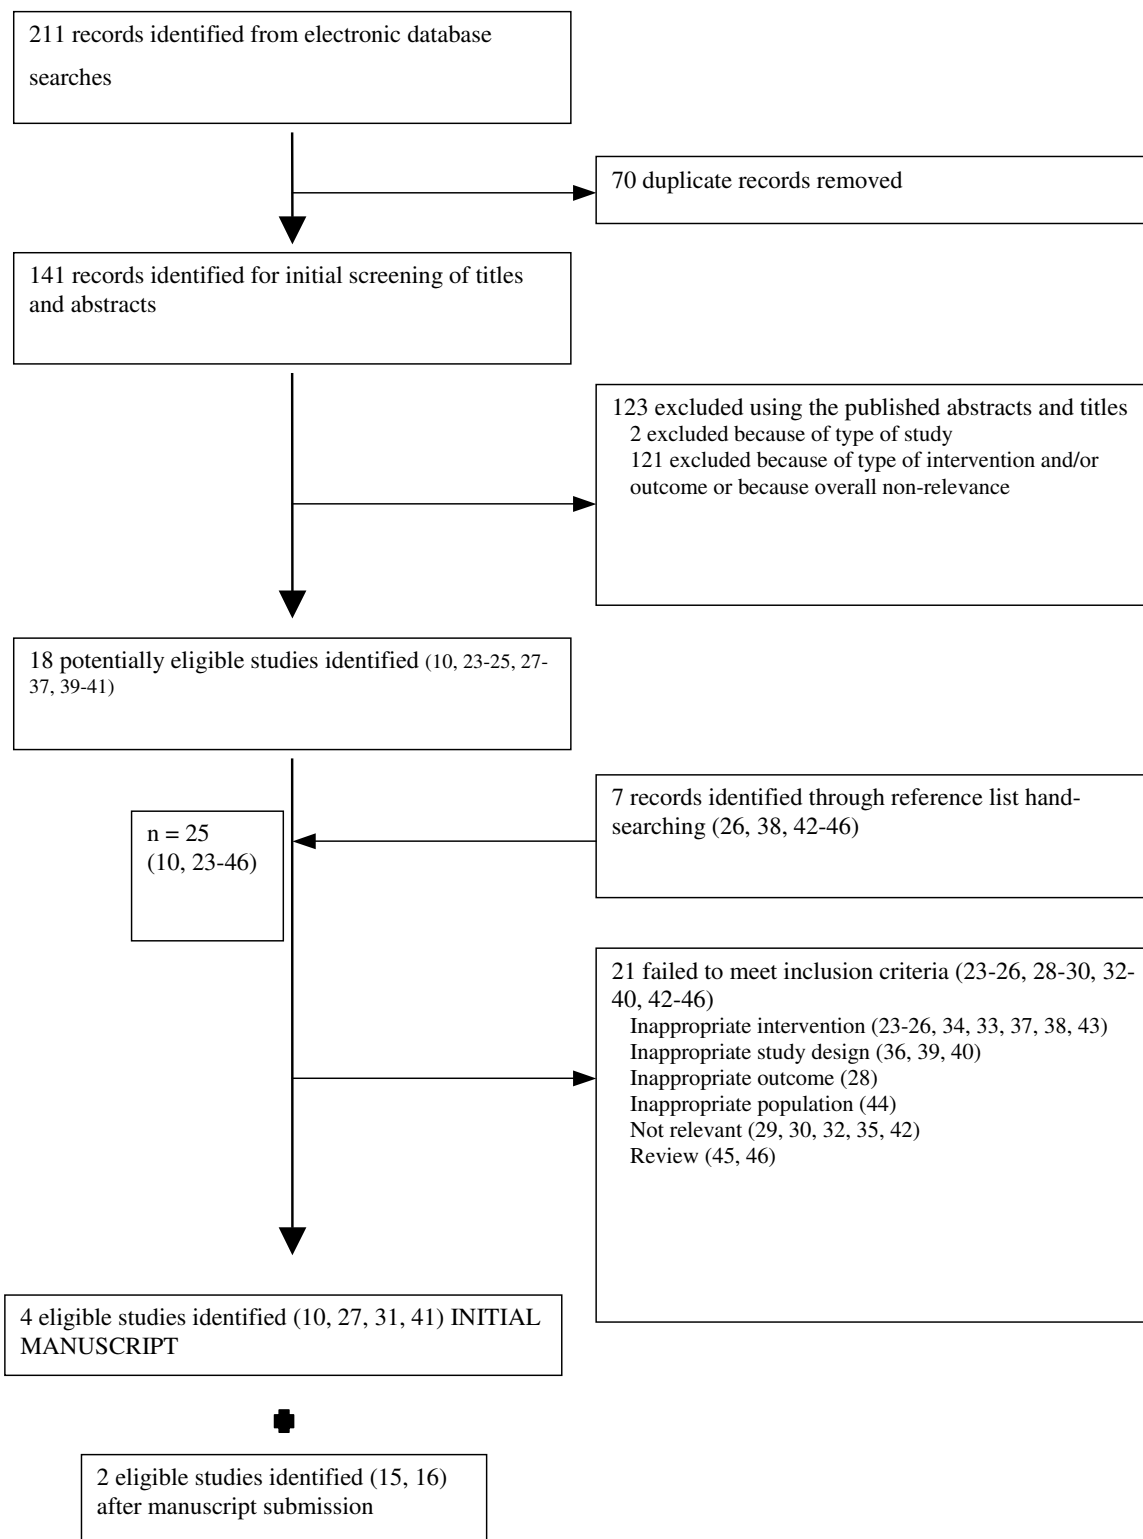 211 records identified from electronic database
searches
70 duplicate records removed
141 records identified for initial screening of titles
and abstracts
123 excluded using the published abstracts and titles
2 excluded because of type of study
121 excluded because of type of intervention and/or
outcome or because overall non-relevance
18 potentially eligible studies identified (10, 23-25, 27-
37, 39-41)
7 records identified through reference list hand-
searching (26, 38, 42-46)
n = 25
(10, 23-46)
21 failed to meet inclusion criteria (23-26, 28-30, 32-
40, 42-46)
Inappropriate intervention (23-26, 34, 33, 37, 38, 43)
Inappropriate study design (36, 39, 40)
Inappropriate outcome (28)
Inappropriate population (44)
Not relevant (29, 30, 32, 35, 42)
Review (45, 46)
4 eligible studies identified (10, 27, 31, 41) INITIAL
MANUSCRIPT
2 eligible studies identified (15, 16)
after manuscript submission